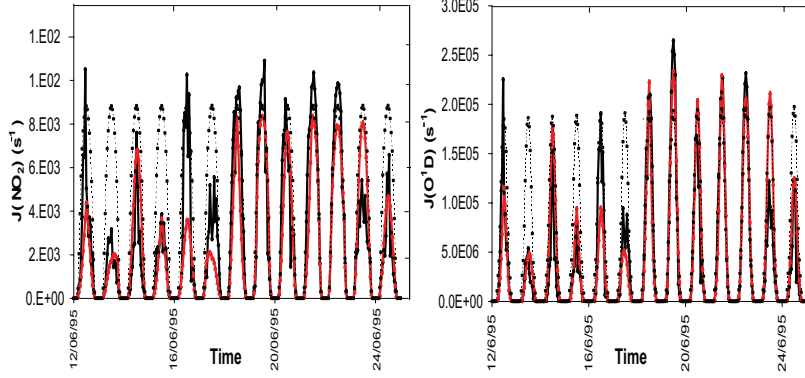 J(NO₂) (s⁻¹)
1.E02
1.E02
8.E03
6.E03
4.E03
2.E03
0.E+00
12/06/95
16/06/95
20/06/95
24/06/95
Time
J(O¹D) (s⁻¹)
3.0E05
2.5E05
2.0E05
1.5E05
1.0E05
5.0E06
0.0E+00
12/6/95
16/6/95
20/6/95
24/6/95
Time